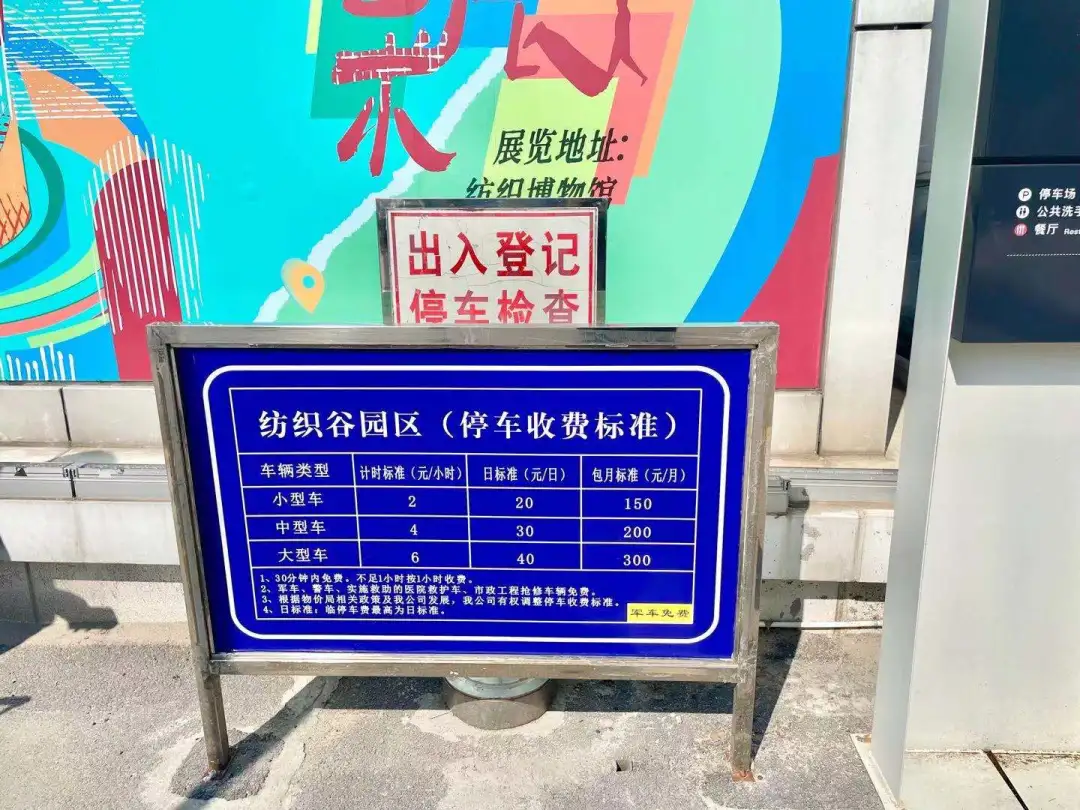 展览地址:
纺织博物馆
出入登记
停车检查
P 停车场
公共洗手
餐厅 Rest
纺织谷园区（停车收费标准）
车辆类型 计时标准（元/小时） 日标准（元/日） 包月标准（元/月）
小型车 2 20 150
中型车 4 30 200
大型车 6 40 300
1、30分钟内免费。不足1小时按1小时收费。
2、军车、警车、实施救助的医院救护车、市政工程抢修车辆免费。
3、根据物价局相关政策及我公司发展，我公司有权调整停车收费标准。
4、日标准：临停车费最高为日标准。
军车免费